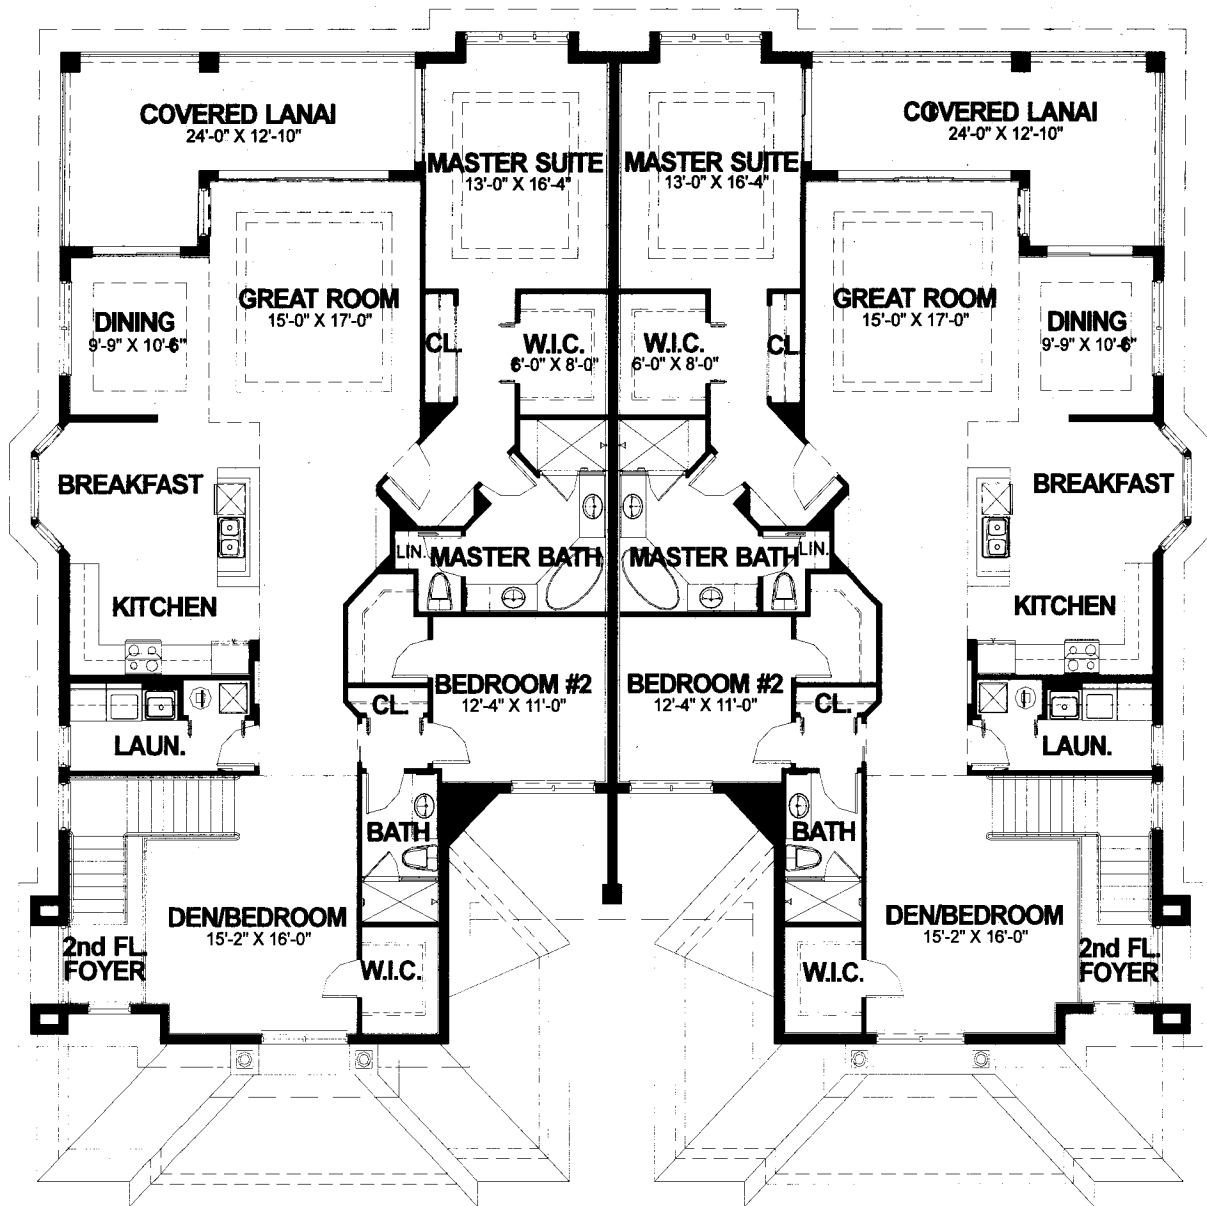 COVERED LANAI
24'-0" X 12'-10"
MASTER SUITE
13'-0" X 16'-4"
MASTER SUITE
13'-0" X 16'-4"
COVERED LANAI
24'-0" X 12'-10"
GREAT ROOM
15'-0" X 17'-0"
DINING
9'-9" X 10'-6"
CL.
W.I.C.
6'-0" X 8'-0"
W.I.C.
6'-0" X 8'-0"
CL.
GREAT ROOM
15'-0" X 17'-0"
DINING
9'-9" X 10'-6"
BREAKFAST
BREAKFAST
LIN.
MASTER BATH
MASTER BATH
LIN.
KITCHEN
KITCHEN
BEDROOM #2
12'-4" X 11'-0"
BEDROOM #2
12'-4" X 11'-0"
CL.
CL.
LAUN.
LAUN.
BATH
BATH
DEN/BEDROOM
15'-2" X 16'-0"
DEN/BEDROOM
15'-2" X 16'-0"
2nd FL.
FOYER
W.I.C.
W.I.C.
2nd FL.
FOYER